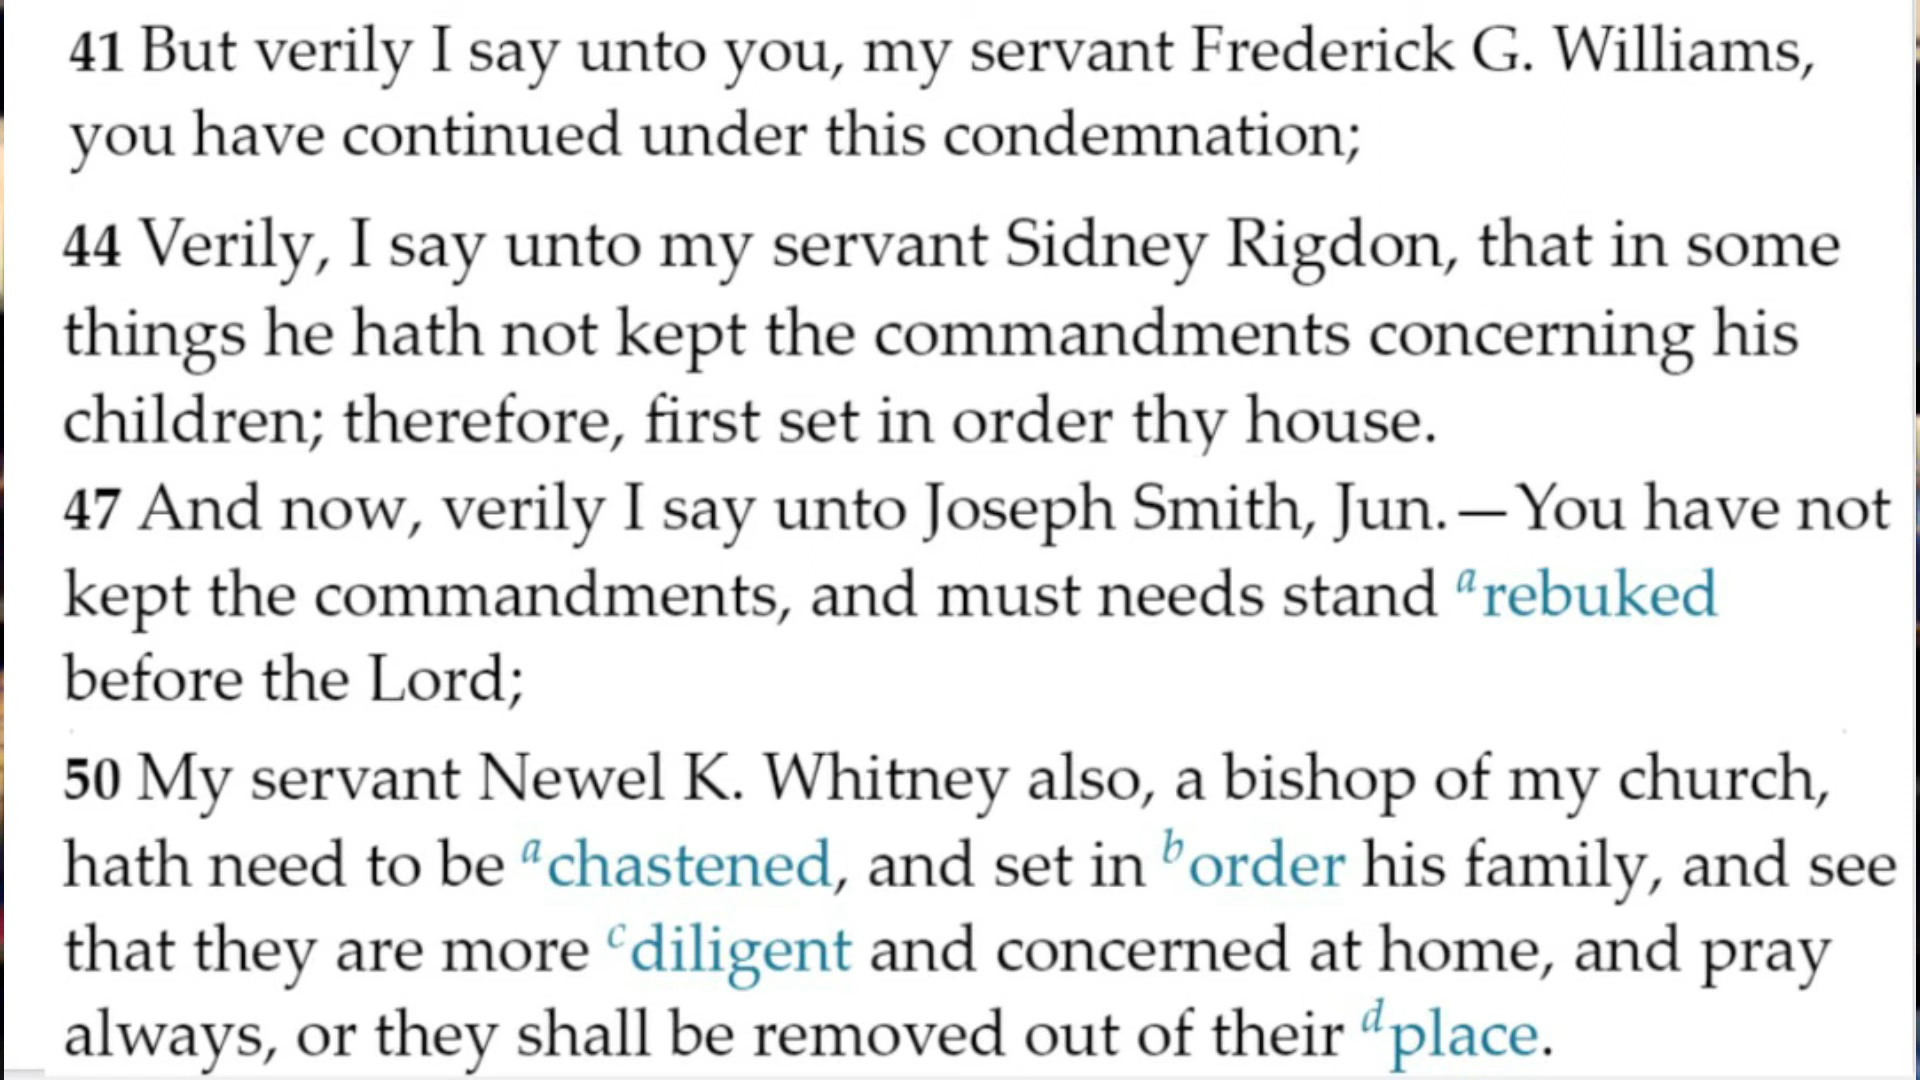 41 But verily I say unto you, my servant Frederick G. Williams,
you have continued under this condemnation;
44 Verily, I say unto my servant Sidney Rigdon, that in some
things he hath not kept the commandments concerning his
children; therefore, first set in order thy house.
47 And now, verily I say unto Joseph Smith, Jun.—You have not
kept the commandments, and must needs stand a rebuked
before the Lord;
50 My servant Newel K. Whitney also, a bishop of my church,
hath need to be a chastened, and set in b order his family, and see
that they are more c diligent and concerned at home, and pray
always, or they shall be removed out of their d place.